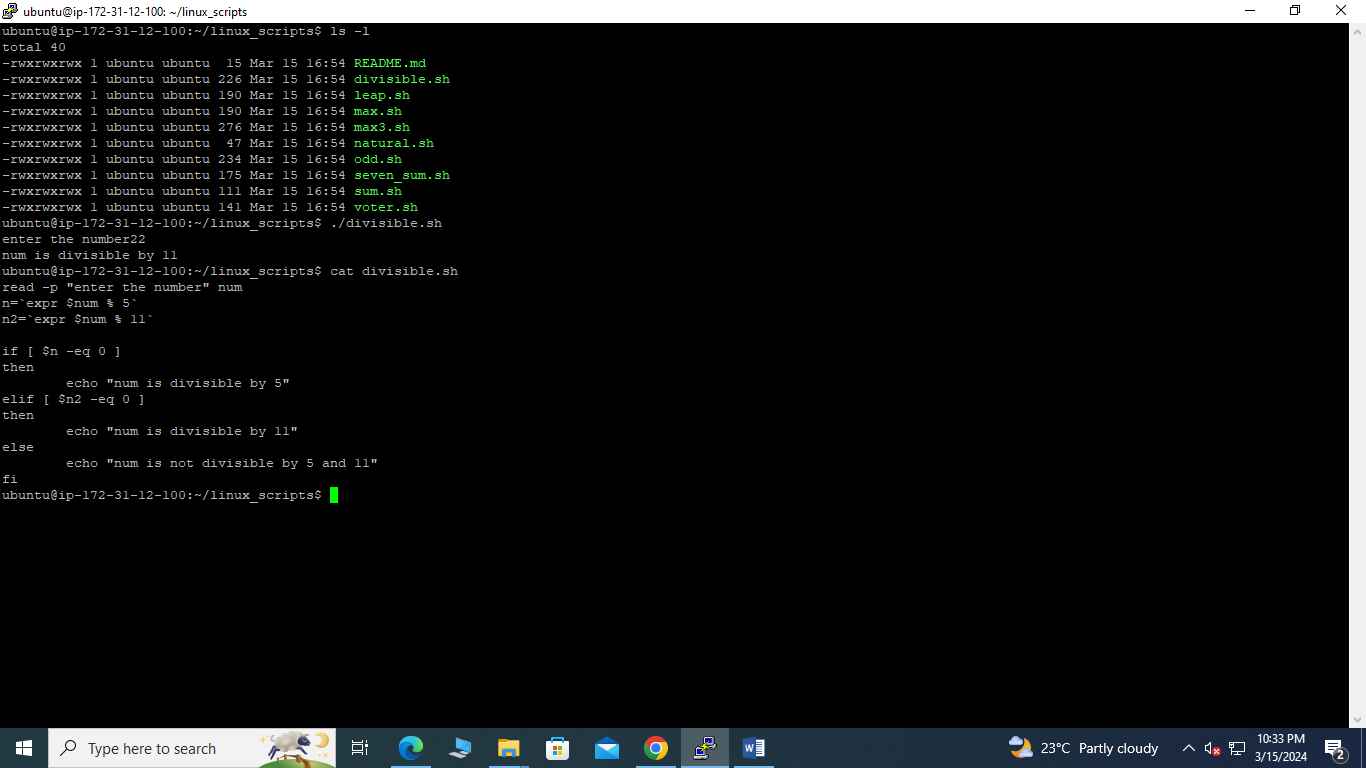 ubuntu@ip-172-31-12-100: ~/linux_scripts
ubuntu@ip-172-31-12-100:~/linux_scripts$ ls -l
total 40
-rwxrwxrwx 1 ubuntu ubuntu  15 Mar 15 16:54 README.md
-rwxrwxrwx 1 ubuntu ubuntu 226 Mar 15 16:54 divisible.sh
-rwxrwxrwx 1 ubuntu ubuntu 190 Mar 15 16:54 leap.sh
-rwxrwxrwx 1 ubuntu ubuntu 190 Mar 15 16:54 max.sh
-rwxrwxrwx 1 ubuntu ubuntu 276 Mar 15 16:54 max3.sh
-rwxrwxrwx 1 ubuntu ubuntu  47 Mar 15 16:54 natural.sh
-rwxrwxrwx 1 ubuntu ubuntu 234 Mar 15 16:54 odd.sh
-rwxrwxrwx 1 ubuntu ubuntu 175 Mar 15 16:54 seven_sum.sh
-rwxrwxrwx 1 ubuntu ubuntu 111 Mar 15 16:54 sum.sh
-rwxrwxrwx 1 ubuntu ubuntu 141 Mar 15 16:54 voter.sh
ubuntu@ip-172-31-12-100:~/linux_scripts$ ./divisible.sh
enter the number22
num is divisible by 11
ubuntu@ip-172-31-12-100:~/linux_scripts$ cat divisible.sh
read -p "enter the number" num
n=`expr $num % 5`
n2=`expr $num % 11`

if [ $n -eq 0 ]
then
        echo "num is divisible by 5"
elif [ $n2 -eq 0 ]
then
        echo "num is divisible by 11"
else
        echo "num is not divisible by 5 and 11"
fi
ubuntu@ip-172-31-12-100:~/linux_scripts$
Type here to search
23°C Partly cloudy
10:33 PM
3/15/2024
2